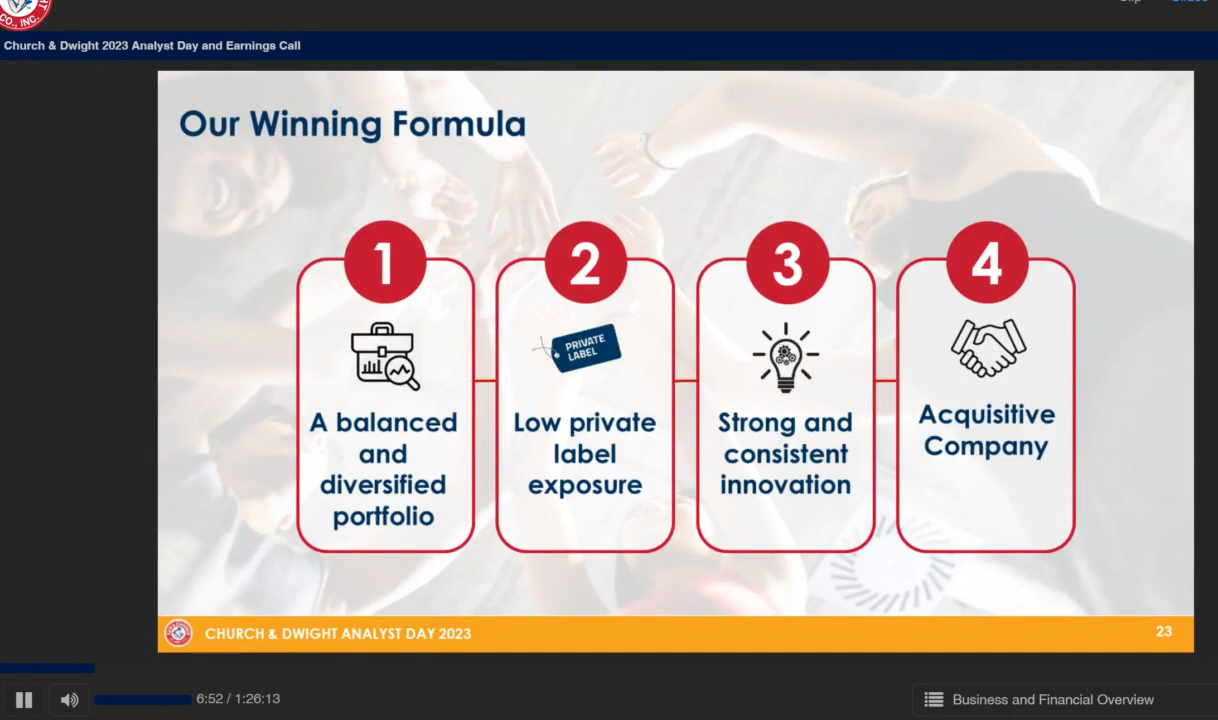 CO., INC.
Church & Dwight 2023 Analyst Day and Earnings Call
Our Winning Formula
1
2
3
4
PRIVATE
LABEL
A balanced
and
diversified
portfolio
Low private
label
exposure
Strong and
consistent
innovation
Acquisitive
Company
CHURCH & DWIGHT ANALYST DAY 2023
23
6:52 / 1:26:13
Business and Financial Overview